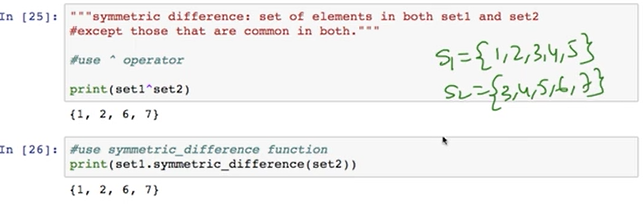 In [25]:
"""symmetric difference: set of elements in both set1 and set2
#except those that are common in both."""
#use ^ operator
print(set1^set2)
{1, 2, 6, 7}
S1={1,2,3,4,5}
S2={3,4,5,6,7}
In [26]:
#use symmetric_difference function
print(set1.symmetric_difference(set2))
{1, 2, 6, 7}